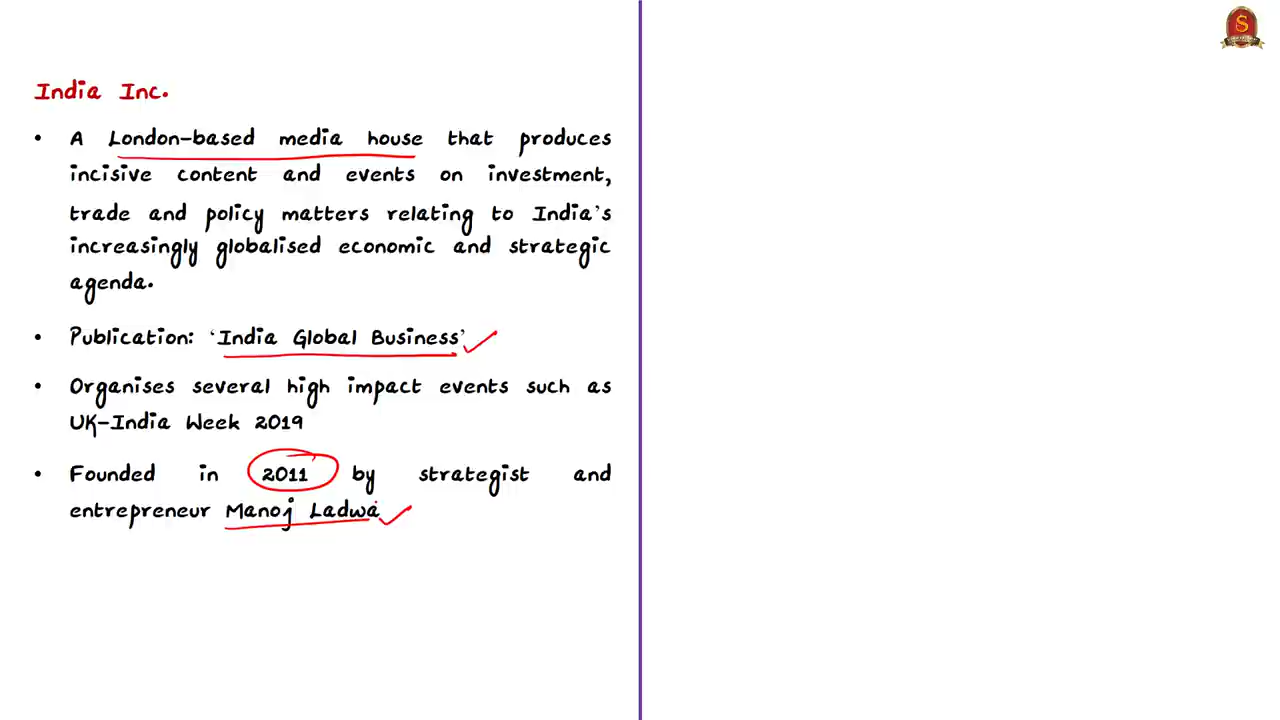 India Inc.
• A London-based media house that produces
incisive content and events on investment,
trade and policy matters relating to India's
increasingly globalised economic and strategic
agenda.
• Publication: 'India Global Business'
• Organises several high impact events such as
UK-India Week 2019
• Founded in 2011 by strategist and
entrepreneur Manoj Ladwa
S